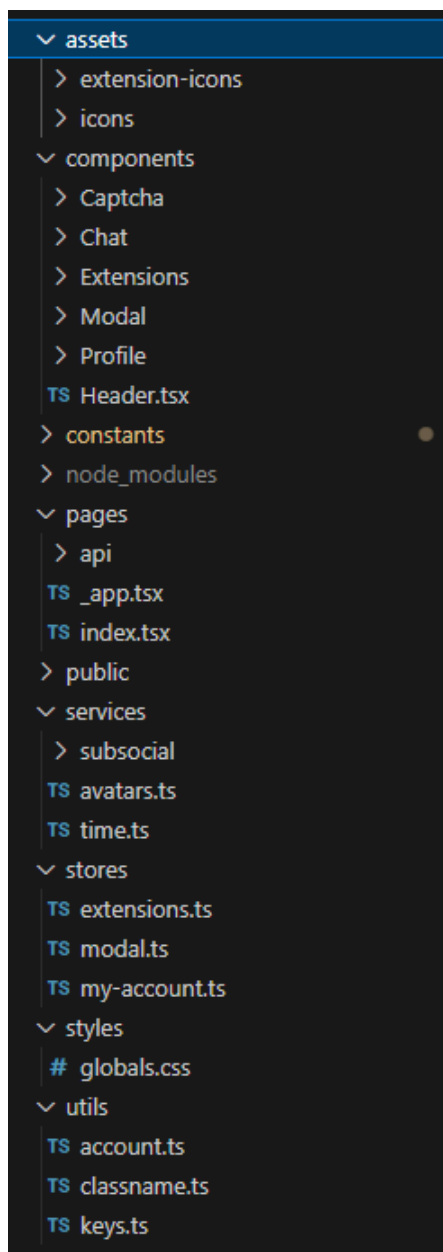 assets
extension-icons
icons
components
Captcha
Chat
Extensions
Modal
Profile
TS Header.tsx
constants
node_modules
pages
api
TS _app.tsx
TS index.tsx
public
services
subsocial
TS avatars.ts
TS time.ts
stores
TS extensions.ts
TS modal.ts
TS my-account.ts
styles
# globals.css
utils
TS account.ts
TS classname.ts
TS keys.ts